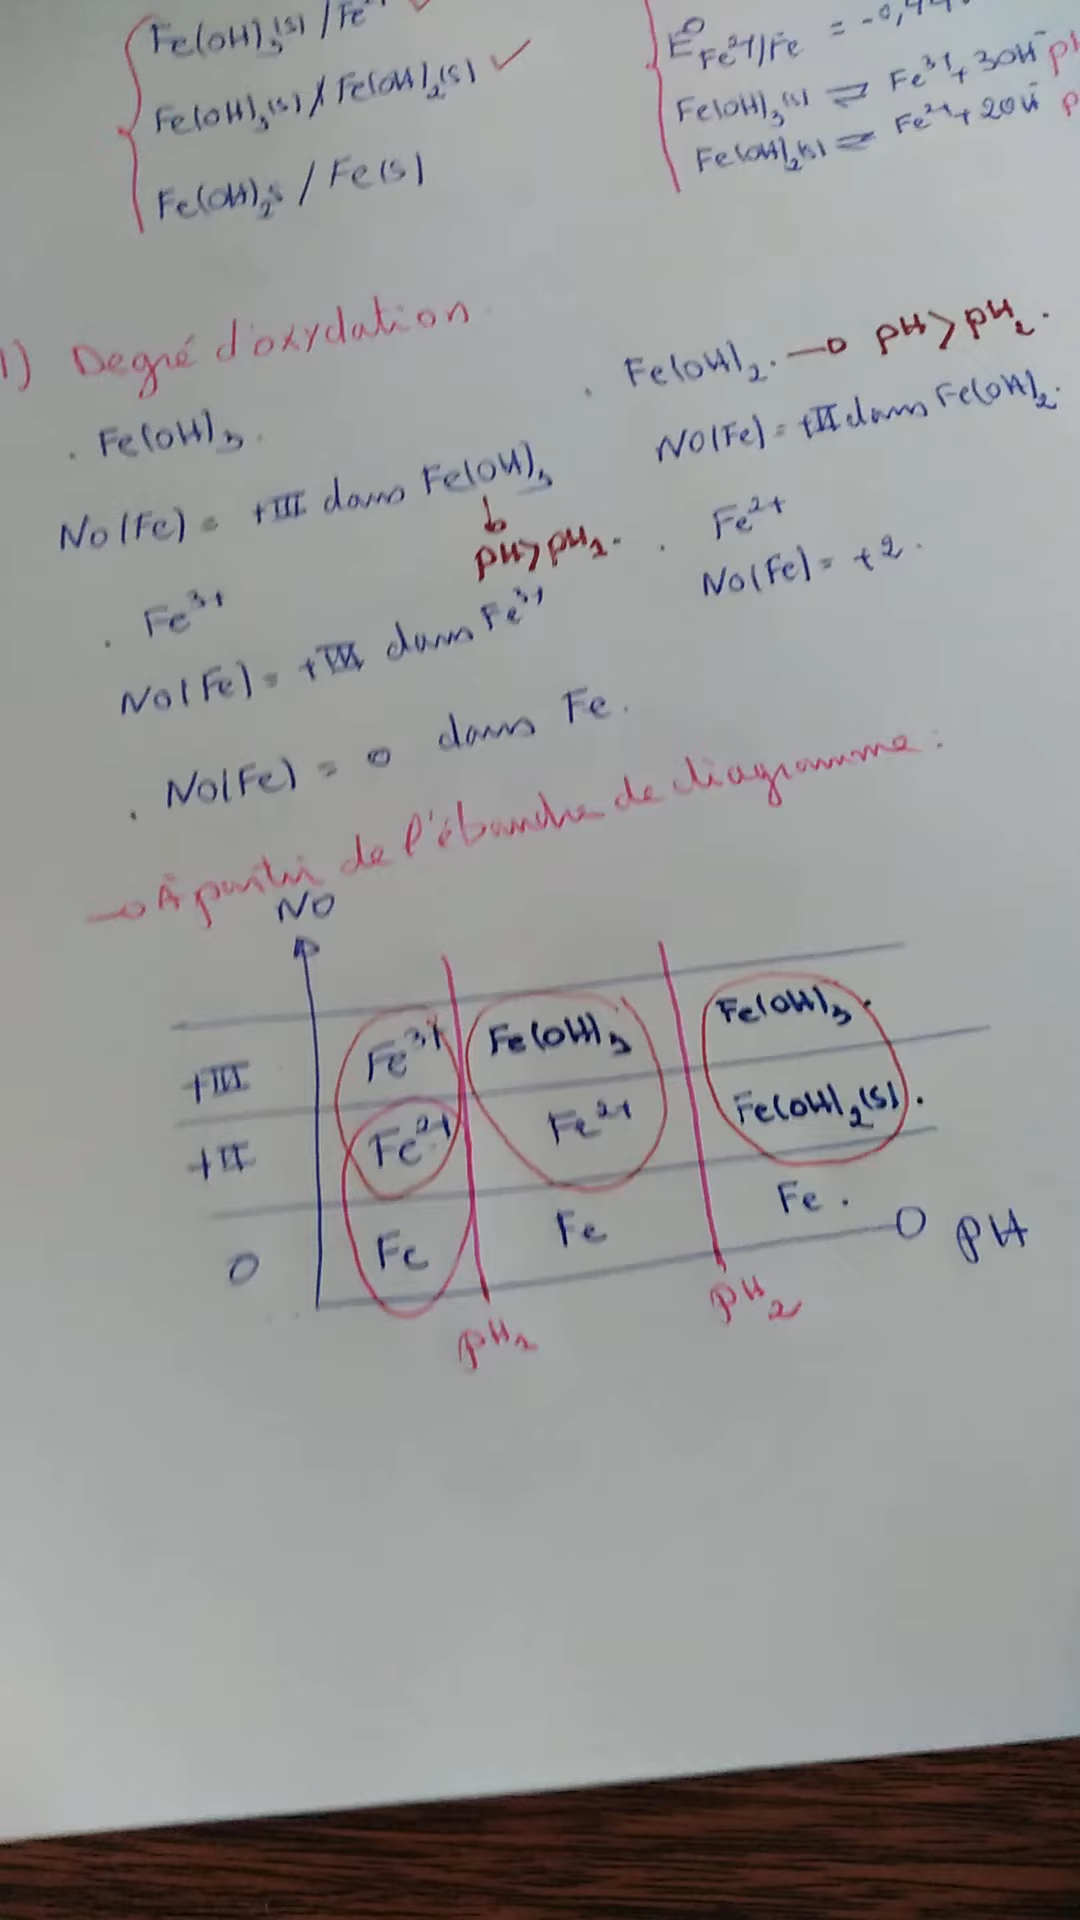 Fe(OH)3(s) / Fe2+ ✓
Fe(OH)3(s) / Fe(OH)2(s) ✓
Fe(OH)2s / Fe(s)
E° Fe2+/Fe = -0,44
Fe(OH)3(s) ⇌ Fe3+ + 3OH- p
Fe(OH)2(s) ⇌ Fe2+ + 2OH- p
1) Degré d'oxydation.
. Fe(OH)3.
NO(Fe) = +III dans Fe(OH)3
pH>pH1.
. Fe3+
NO(Fe) = +III dans Fe3+
. NO(Fe) = 0 dans Fe.
. Fe(OH)2. → pH>pH2.
NO(Fe) = +II dans Fe(OH)2.
. Fe2+
NO(Fe) = +2.
→ A partir de l'ébauche de diagramme :
NO
+III Fe3+ Fe(OH)3 Fe(OH)3.
+II Fe2+ Fe2+ Fe(OH)2(s).
0 Fe Fe Fe.
pH
pH1 pH2